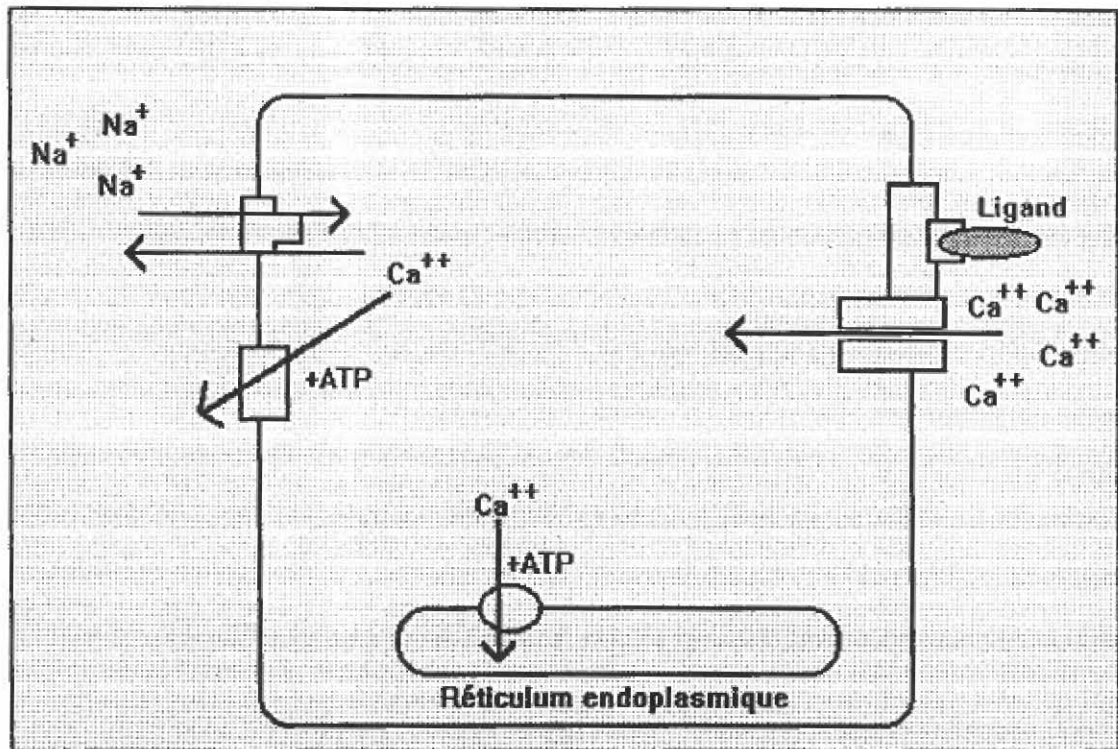 Na⁺
Na⁺
Na⁺
Ligand
Ca⁺⁺
Ca⁺⁺ Ca⁺⁺
Ca⁺⁺
+ATP
Ca⁺⁺
Ca⁺⁺
+ATP
Réticulum endoplasmique